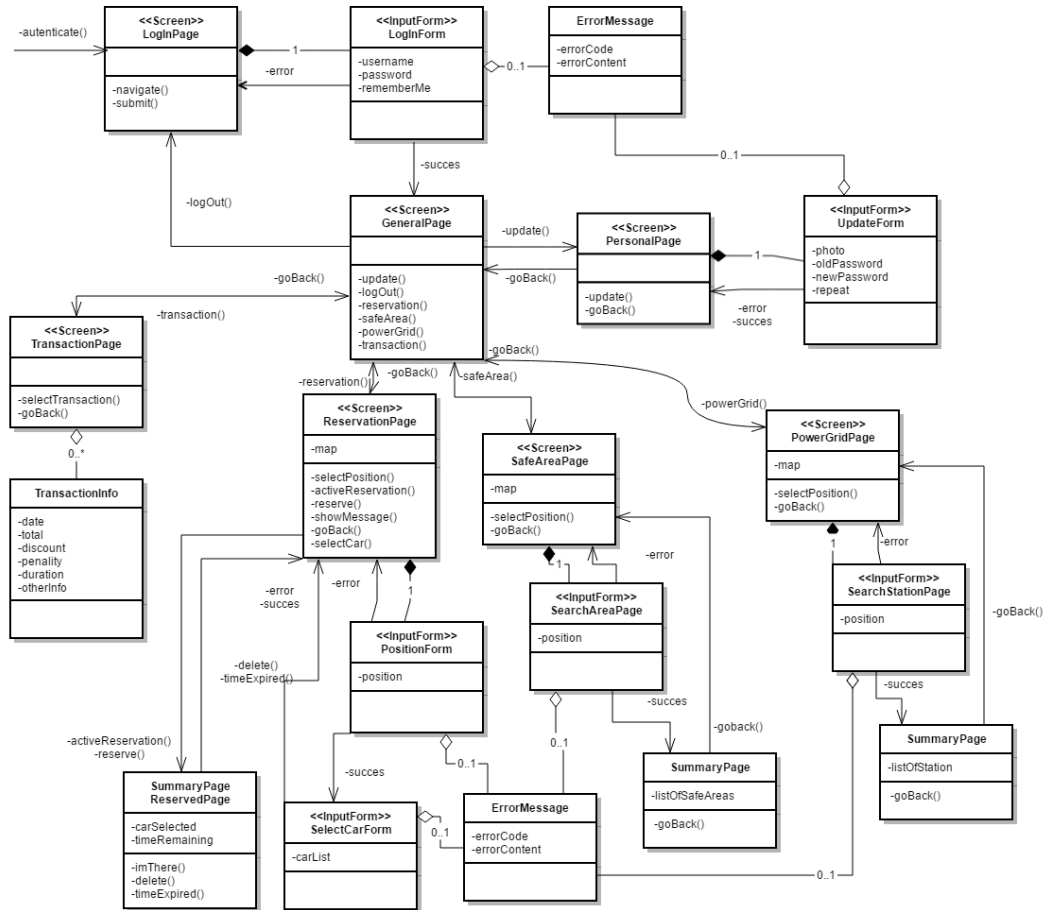 -autenticate()
<<Screen>>
LogInPage
-navigate()
-submit()
1
-error
<<InputForm>>
LogInForm
-username
-password
-rememberMe
0..1
ErrorMessage
-errorCode
-errorContent
-succes
0..1
-logOut()
<<Screen>>
GeneralPage
-update()
-logOut()
-reservation()
-safeArea()
-powerGrid()
-transaction()
-update()
-goBack()
<<Screen>>
PersonalPage
-update()
-goBack()
1
-error
-succes
<<InputForm>>
UpdateForm
-photo
-oldPassword
-newPassword
-repeat
-goBack()
-transaction()
<<Screen>>
TransactionPage
-selectTransaction()
-goBack()
0..*
TransactionInfo
-date
-total
-discount
-penality
-duration
-otherInfo
-reservation()
-goBack()
-safeArea()
-goBack()
-powerGrid()
<<Screen>>
ReservationPage
-map
-selectPosition()
-activeReservation()
-reserve()
-showMessage()
-goBack()
-selectCar()
<<Screen>>
SafeAreaPage
-map
-selectPosition()
-goBack()
<<Screen>>
PowerGridPage
-map
-selectPosition()
-goBack()
-error
-succes
-error
1
1
-error
1
-error
<<InputForm>>
PositionForm
-position
<<InputForm>>
SearchAreaPage
-position
<<InputForm>>
SearchStationPage
-position
-goBack()
-delete()
-timeExpired()
-activeReservation()
-reserve()
-succes
0..1
0..1
-succes
-goback()
-succes
SummaryPage
ReservedPage
-carSelected
-timeRemaining
-imThere()
-delete()
-timeExpired()
<<InputForm>>
SelectCarForm
-carList
0..1
ErrorMessage
-errorCode
-errorContent
SummaryPage
-listOfSafeAreas
-goBack()
SummaryPage
-listOfStation
-goBack()
0..1